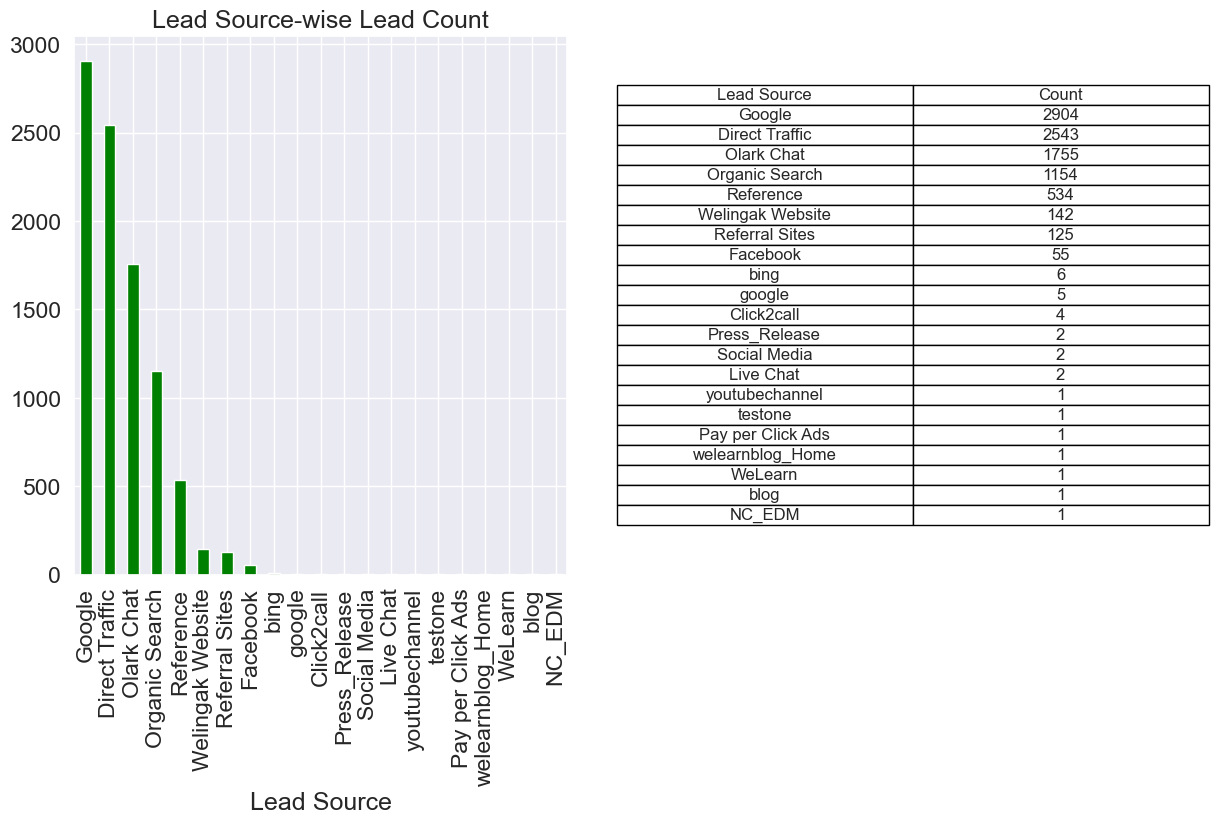 Lead Source-wise Lead Count
3000
2500
2000
1500
1000
500
0
Google
Direct Traffic
Olark Chat
Organic Search
Reference
Welingak Website
Referral Sites
Facebook
bing
google
Click2call
Press_Release
Social Media
Live Chat
youtubechannel
testone
Pay per Click Ads
welearnblog_Home
WeLearn
blog
NC_EDM
Lead Source
Lead Source Count
Google 2904
Direct Traffic 2543
Olark Chat 1755
Organic Search 1154
Reference 534
Welingak Website 142
Referral Sites 125
Facebook 55
bing 6
google 5
Click2call 4
Press_Release 2
Social Media 2
Live Chat 2
youtubechannel 1
testone 1
Pay per Click Ads 1
welearnblog_Home 1
WeLearn 1
blog 1
NC_EDM 1